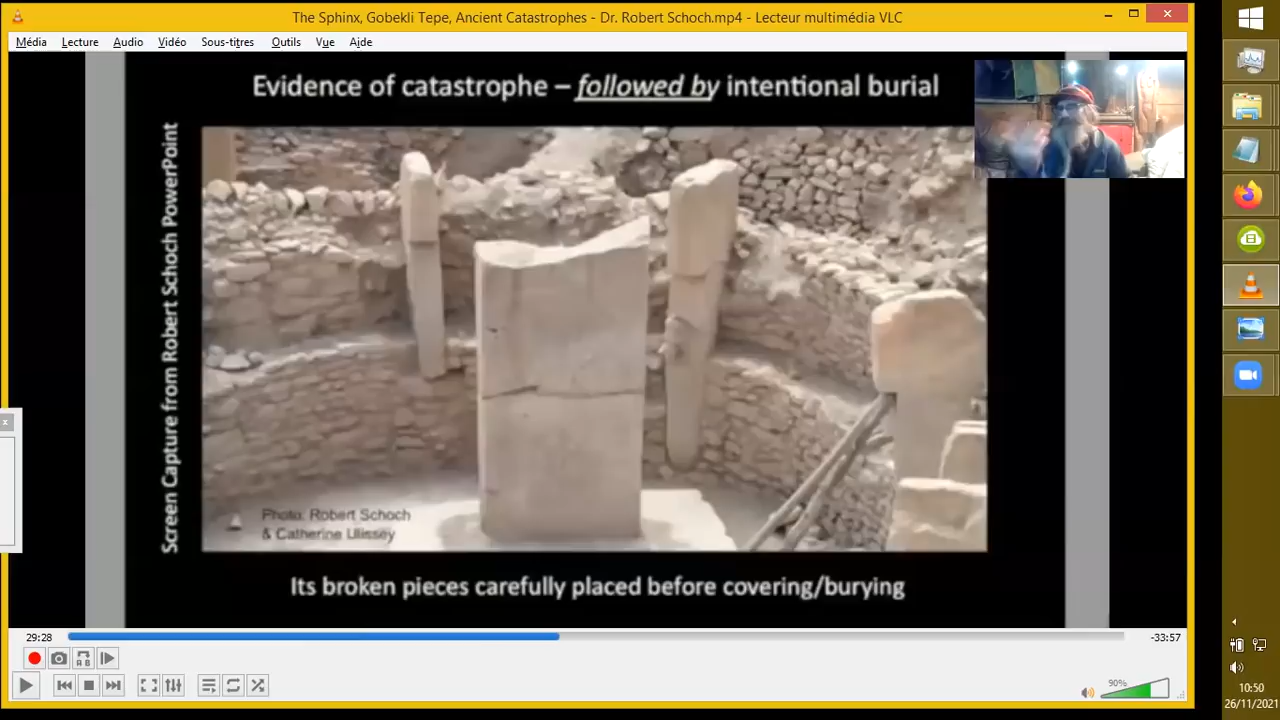 The Sphinx, Gobekli Tepe, Ancient Catastrophes - Dr. Robert Schoch.mp4 - Lecteur multimédia VLC
Média Lecture Audio Vidéo Sous-titres Outils Vue Aide
Evidence of catastrophe – followed by intentional burial
Screen Capture from Robert Schoch PowerPoint
Photo: Robert Schoch
& Catherine Ulissey
Its broken pieces carefully placed before covering/burying
29:28
-33:57
90%
10:50
26/11/2021